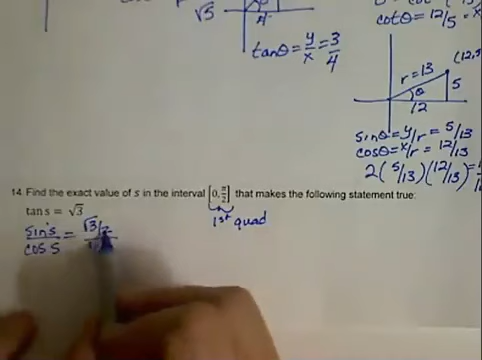 √3
tanθ = y/x = 3/4
cotθ = 12/5 =
(12,5
r=13
θ
5
12
sinθ = y/r = 5/13
cosθ = x/r = 12/13
2(5/13)(12/13)=
14. Find the exact value of s in the interval [0, π/2] that makes the following statement true:
tan s = √3
1st quad
sin s / cos s = √3/2